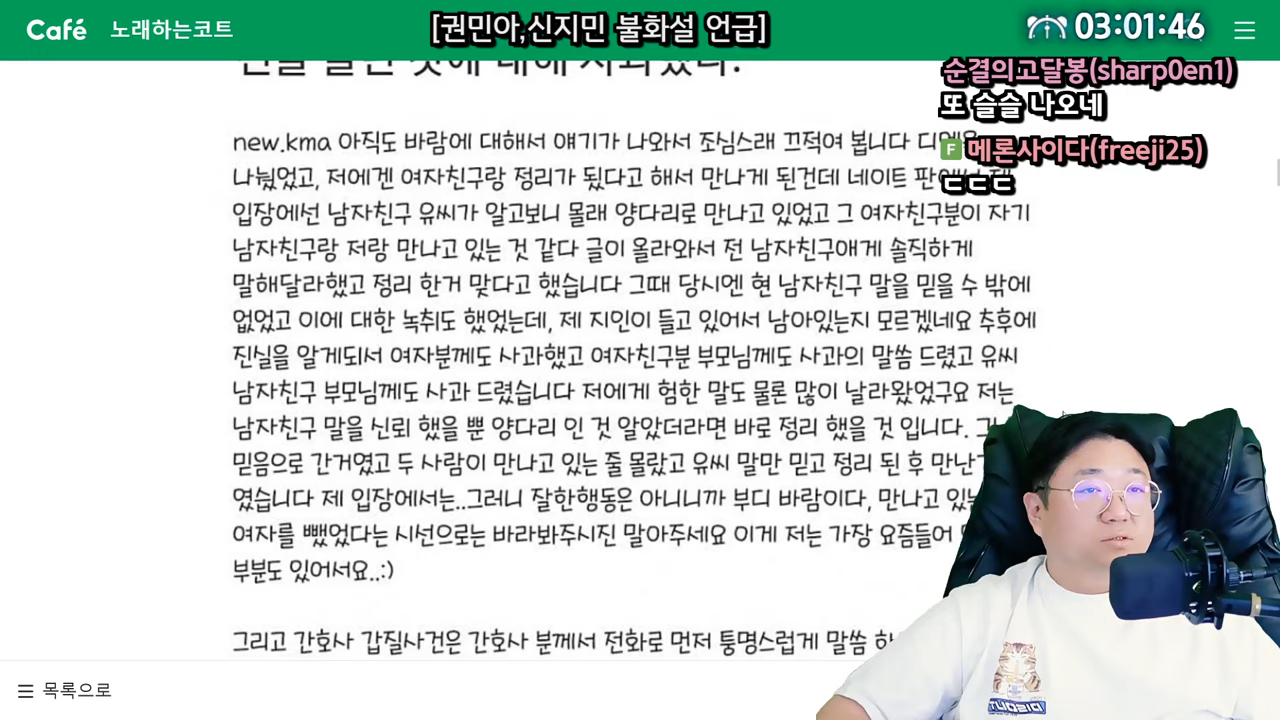 Café 노래하는코트
[권민아,신지민 불화설 언급]
03:01:46
순결의고달봉(sharp0en1)
또 슬슬 나오네
F 메론사이다(freeji25)
ㄷㄷㄷ
new.kma 아직도 바람에 대해서 얘기가 나와서 조심스래 끄적여 봅니다
나눴었고, 저에겐 여자친구랑 정리가 됬다고 해서 만나게 된건데 네이트
입장에선 남자친구 유씨가 알고보니 몰래 양다리로 만나고 있었고 그 여자친구분이 자기
남자친구랑 저랑 만나고 있는 것 같다 글이 올라와서 전 남자친구애게 솔직하게
말해달라했고 정리 한거 맞다고 했습니다 그때 당시엔 현 남자친구 말을 믿을 수 밖에
없었고 이에 대한 녹취도 했었는데, 제 지인이 들고 있어서 남아있는지 모르겠네요 추후에
진실을 알게되서 여자분께도 사과했고 여자친구분 부모님께도 사과의 말씀 드렸고 유씨
남자친구 부모님께도 사과 드렸습니다 저에게 험한 말도 물론 많이 날라왔었구요 저는
남자친구 말을 신뢰 했을 뿐 양다리 인 것 알았더라면 바로 정리 했을 것 입니다.
믿음으로 간거였고 두 사람이 만나고 있는 줄 몰랐고 유씨 말만 믿고 정리 된 후
였습니다 제 입장에서는..그러니 잘한행동은 아니니까 부디 바람이다, 만나고
여자를 뺐었다는 시선으로는 바라봐주시진 말아주세요 이게 저는 가장 요즘들어
부분도 있어서요..:)
그리고 간호사 갑질사건은 간호사 분께서 전화로 먼저 퉁명스럽게 말씀
목록으로